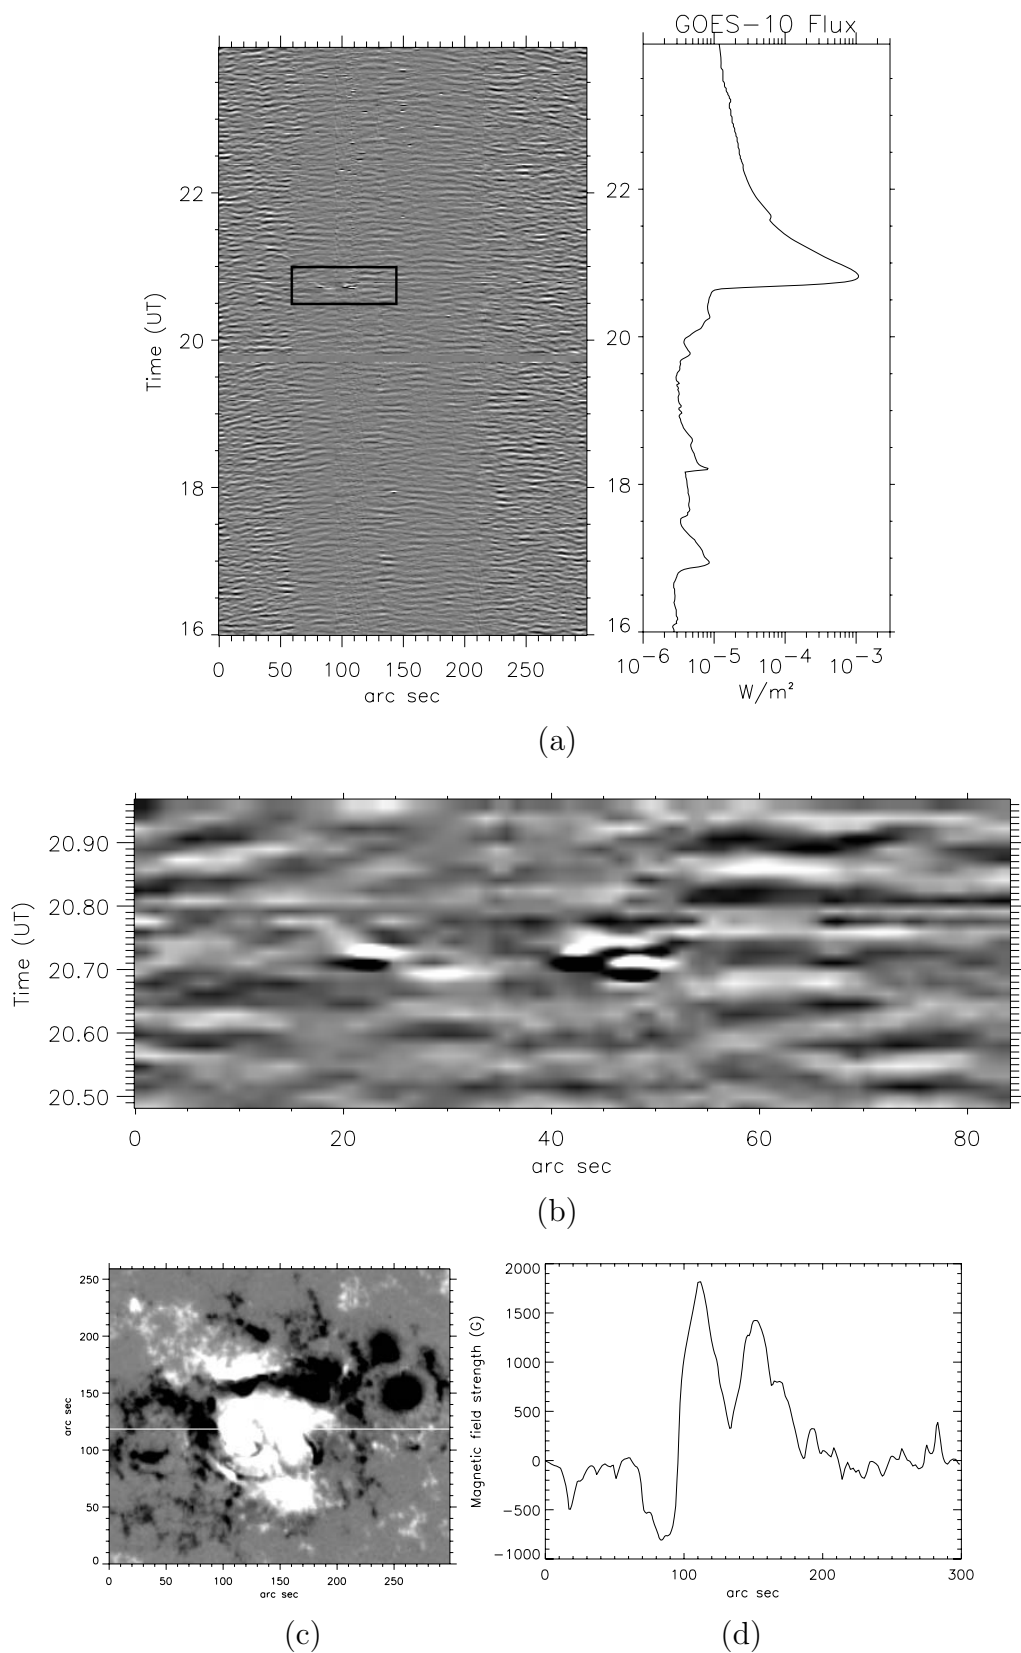 GOES-10 Flux
22
20
18
16
Time (UT)
0 50 100 150 200 250
arc sec
22
20
18
16
10-6 10-5 10-4 10-3
W/m²
(a)
20.90
20.80
20.70
20.60
20.50
Time (UT)
0 20 40 60 80
arc sec
(b)
250
200
150
100
50
0
arc sec
0 50 100 150 200 250
arc sec
(c)
2000
1500
1000
500
0
-500
-1000
Magnetic field strength (G)
0 100 200 300
arc sec
(d)